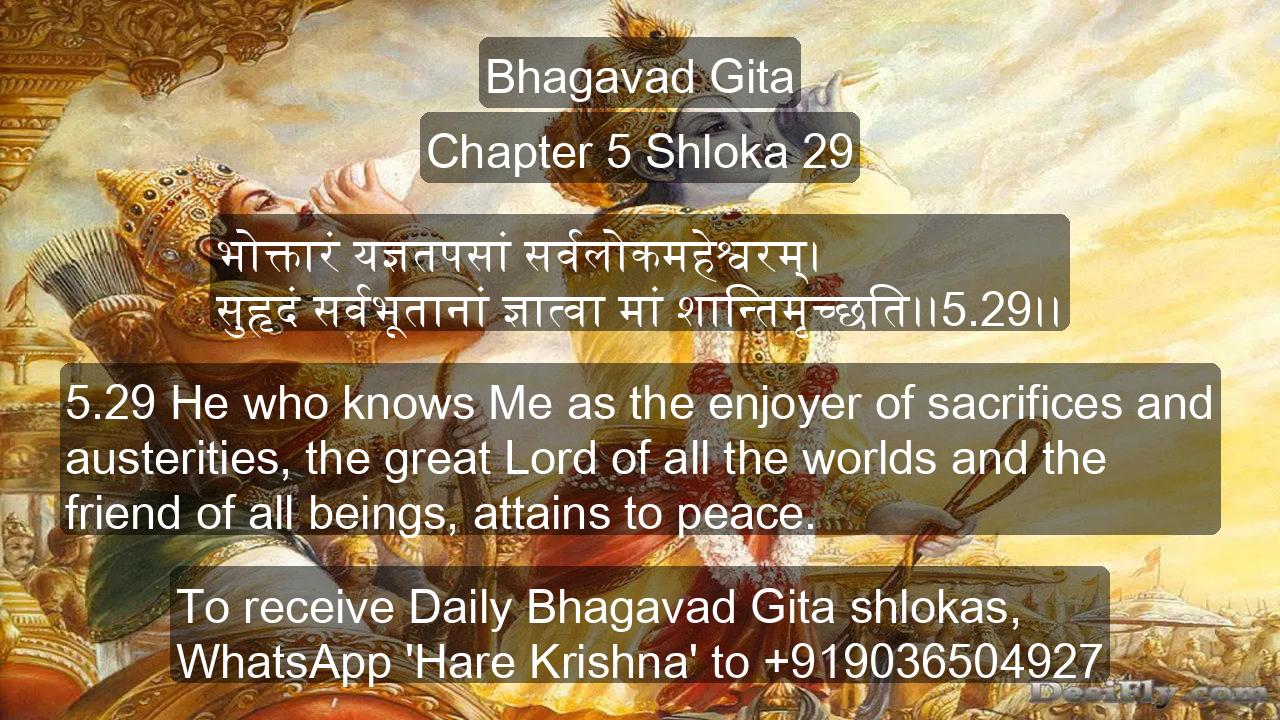 Bhagavad Gita
Chapter 5 Shloka 29
भोक्तारं यज्ञतपसां सर्वलोकमहेश्वरम्।
सुहृदं सर्वभूतानां ज्ञात्वा मां शान्तिमृच्छति।।5.29।।
5.29 He who knows Me as the enjoyer of sacrifices and
austerities, the great Lord of all the worlds and the
friend of all beings, attains to peace.
To receive Daily Bhagavad Gita shlokas,
WhatsApp 'Hare Krishna' to +919036504927
DesiFly.com